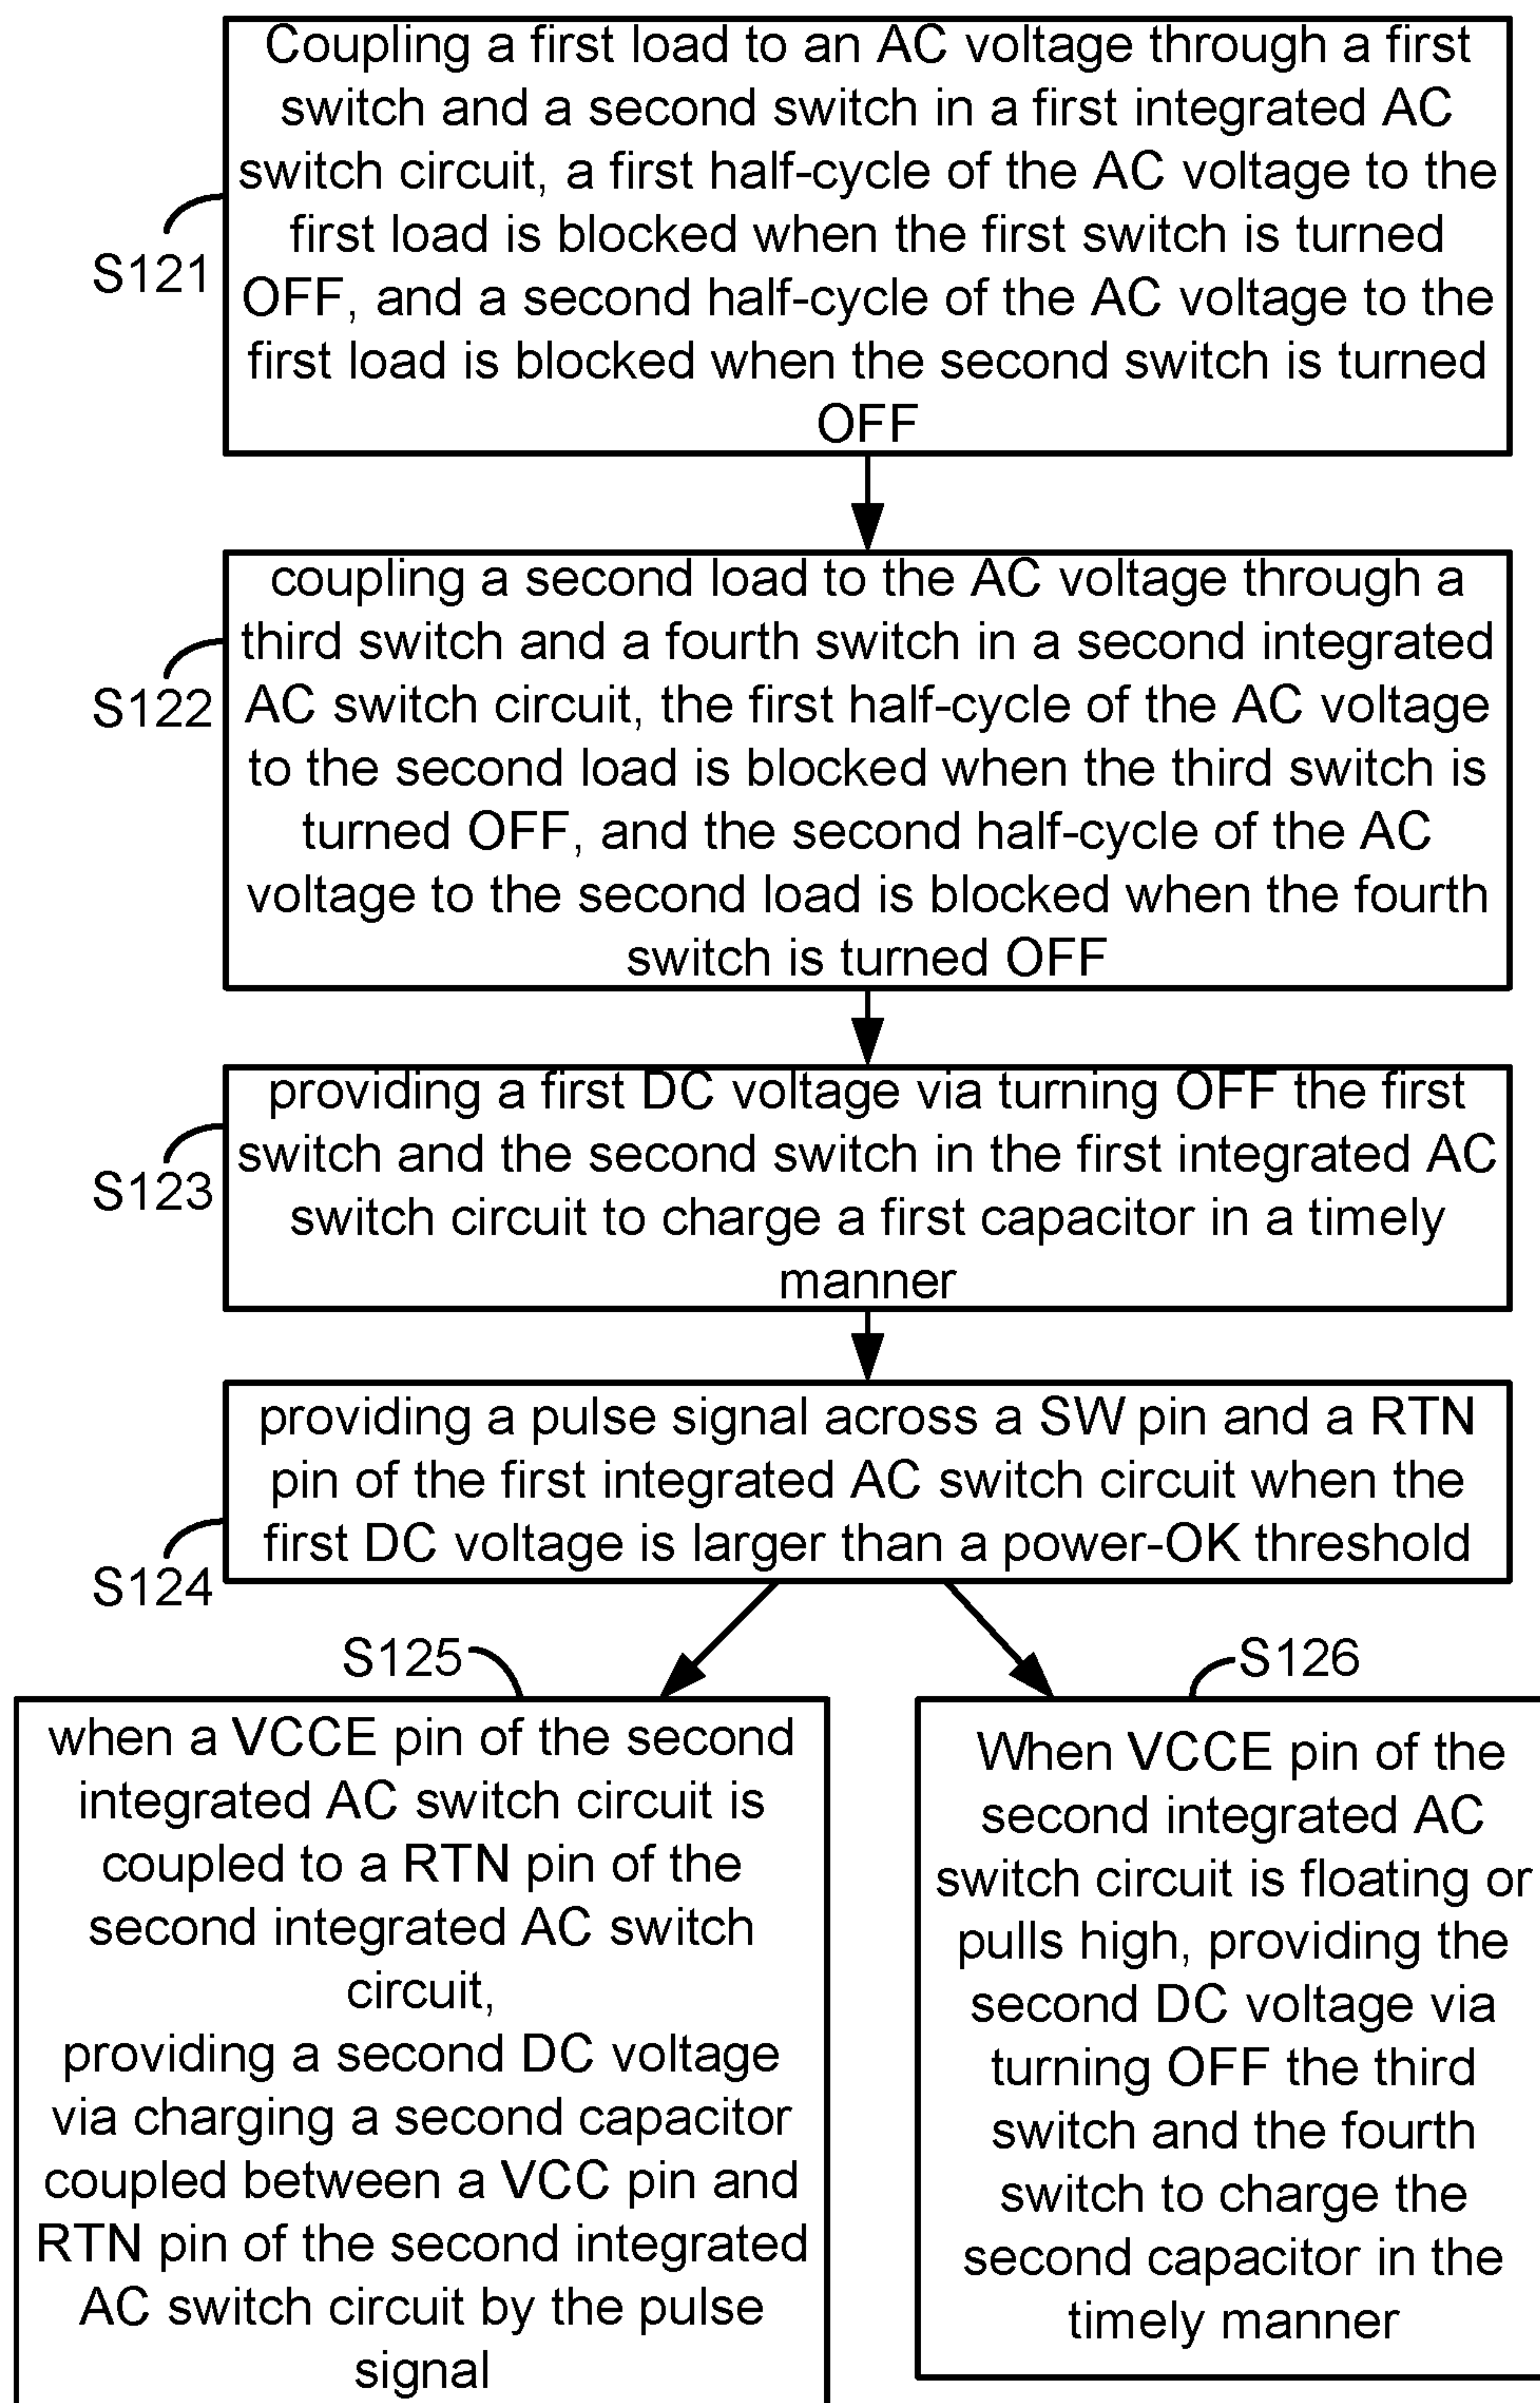 Coupling a first load to an AC voltage through a first
switch and a second switch in a first integrated AC
switch circuit, a first half-cycle of the AC voltage to the
first load is blocked when the first switch is turned
OFF, and a second half-cycle of the AC voltage to the
first load is blocked when the second switch is turned
OFF
S121
coupling a second load to the AC voltage through a
third switch and a fourth switch in a second integrated
AC switch circuit, the first half-cycle of the AC voltage
to the second load is blocked when the third switch is
turned OFF, and the second half-cycle of the AC
voltage to the second load is blocked when the fourth
switch is turned OFF
S122
providing a first DC voltage via turning OFF the first
switch and the second switch in the first integrated AC
switch circuit to charge a first capacitor in a timely
manner
S123
providing a pulse signal across a SW pin and a RTN
pin of the first integrated AC switch circuit when the
first DC voltage is larger than a power-OK threshold
S124
S125
when a VCCE pin of the second
integrated AC switch circuit is
coupled to a RTN pin of the
second integrated AC switch
circuit,
providing a second DC voltage
via charging a second capacitor
coupled between a VCC pin and
RTN pin of the second integrated
AC switch circuit by the pulse
signal
S126
When VCCE pin of the
second integrated AC
switch circuit is floating or
pulls high, providing the
second DC voltage via
turning OFF the third
switch and the fourth
switch to charge the
second capacitor in the
timely manner